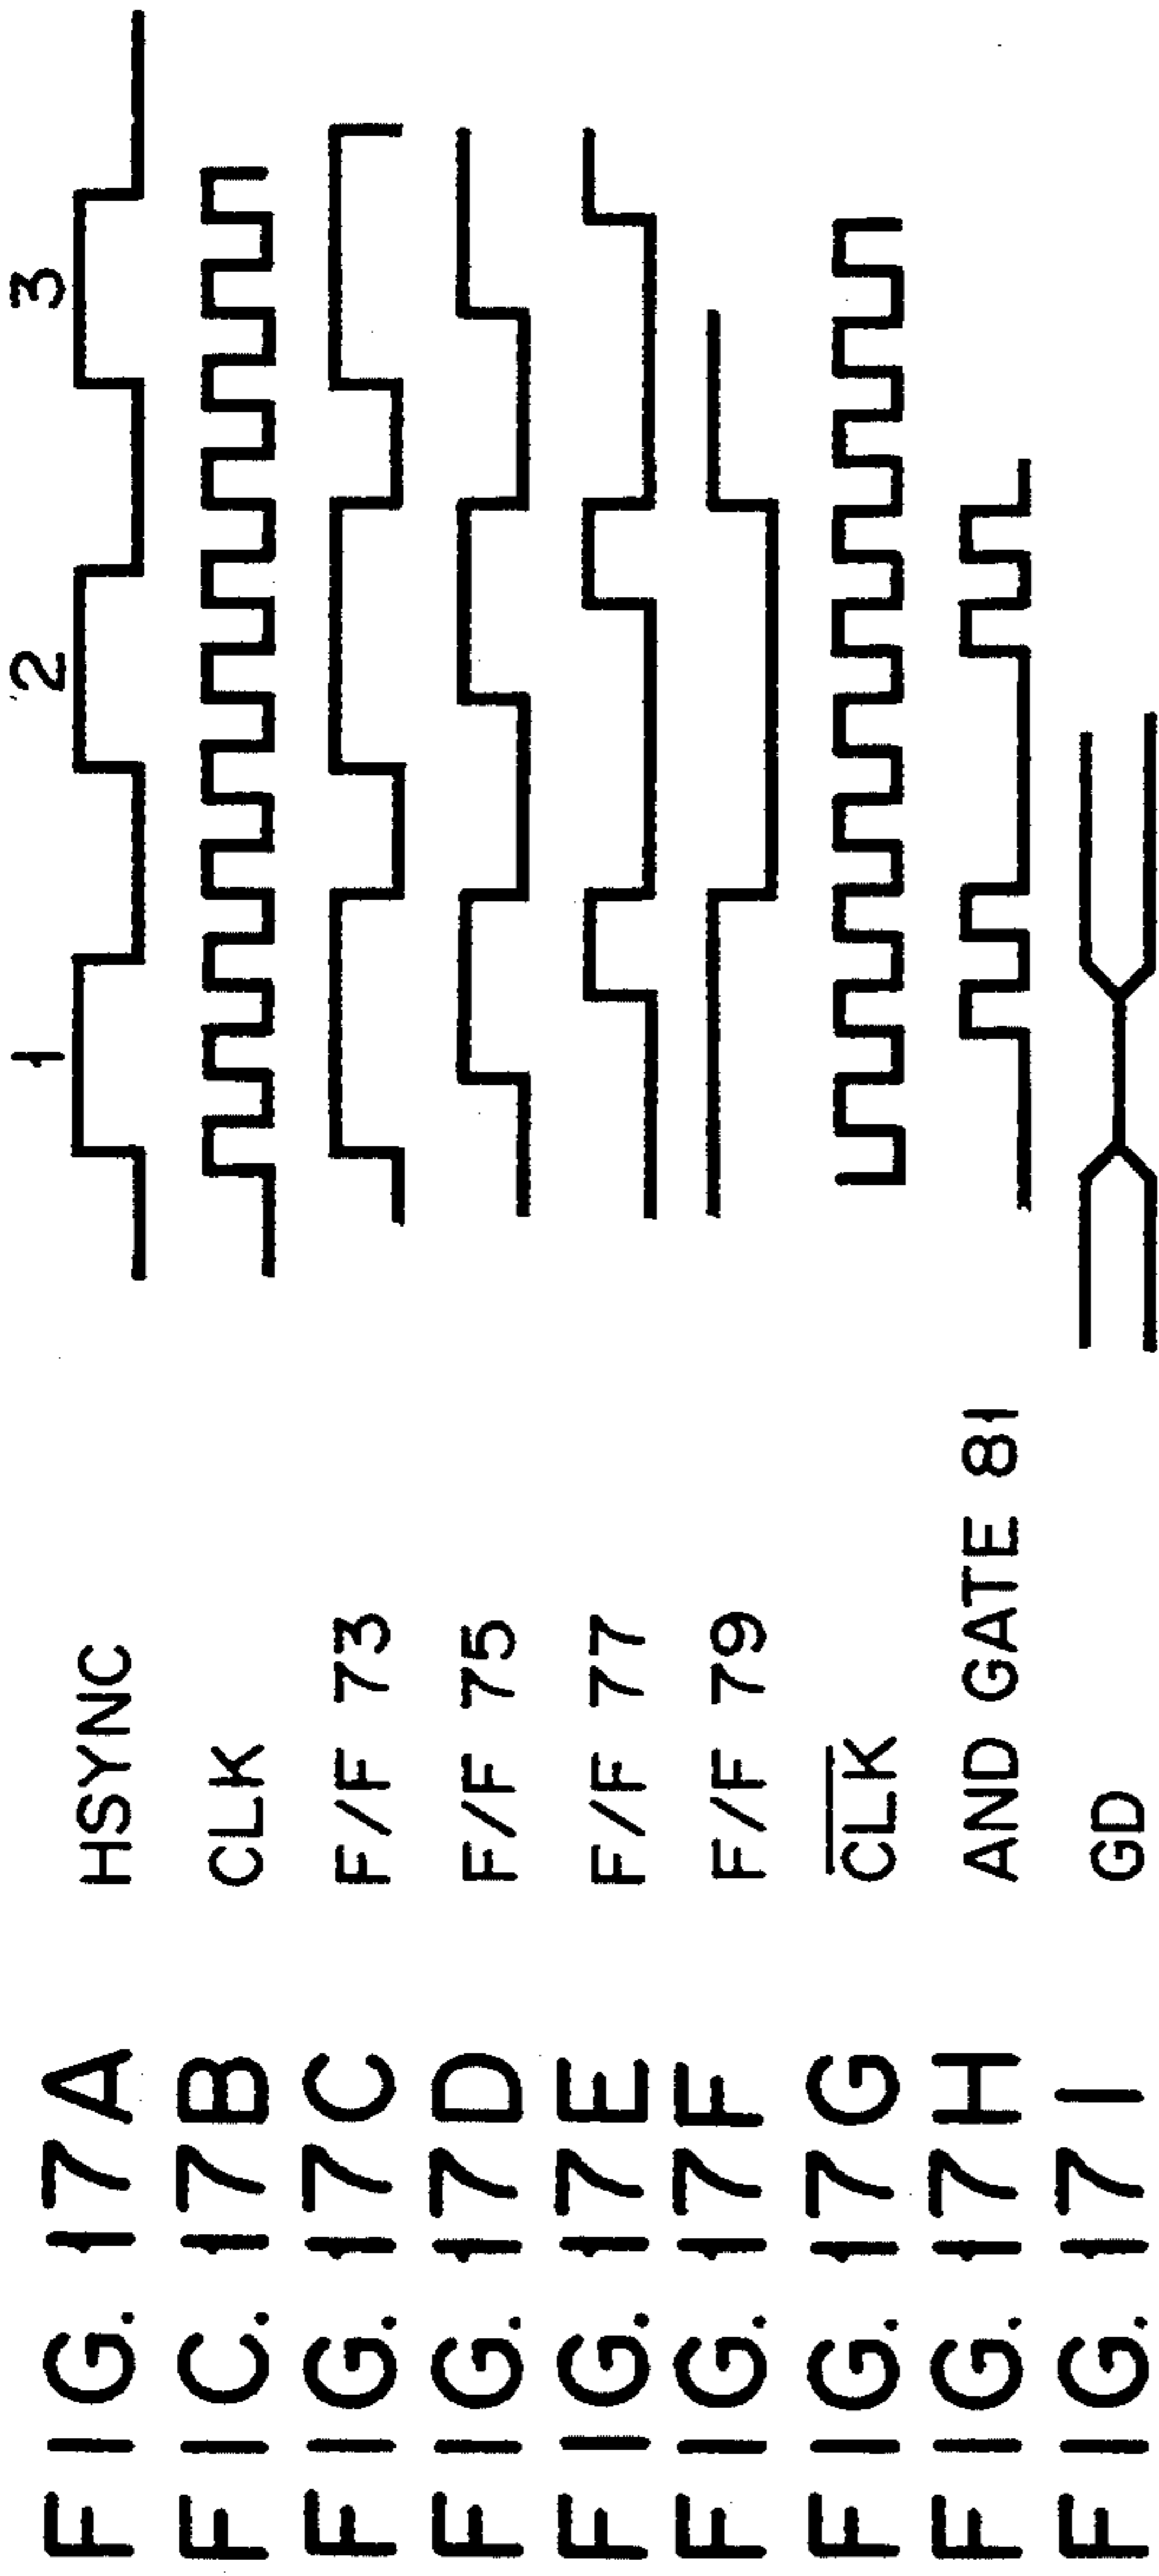 1 2 3
FIG. 17A HSYNC
FIC. 17B CLK
FIG. 17C F/F 73
FIG. 17D F/F 75
FIG. 17E F/F 77
FIG. 17F F/F 79
FIG. 17G C̅L̅K̅
FIG. 17H AND GATE 81
FIG. 17I GD